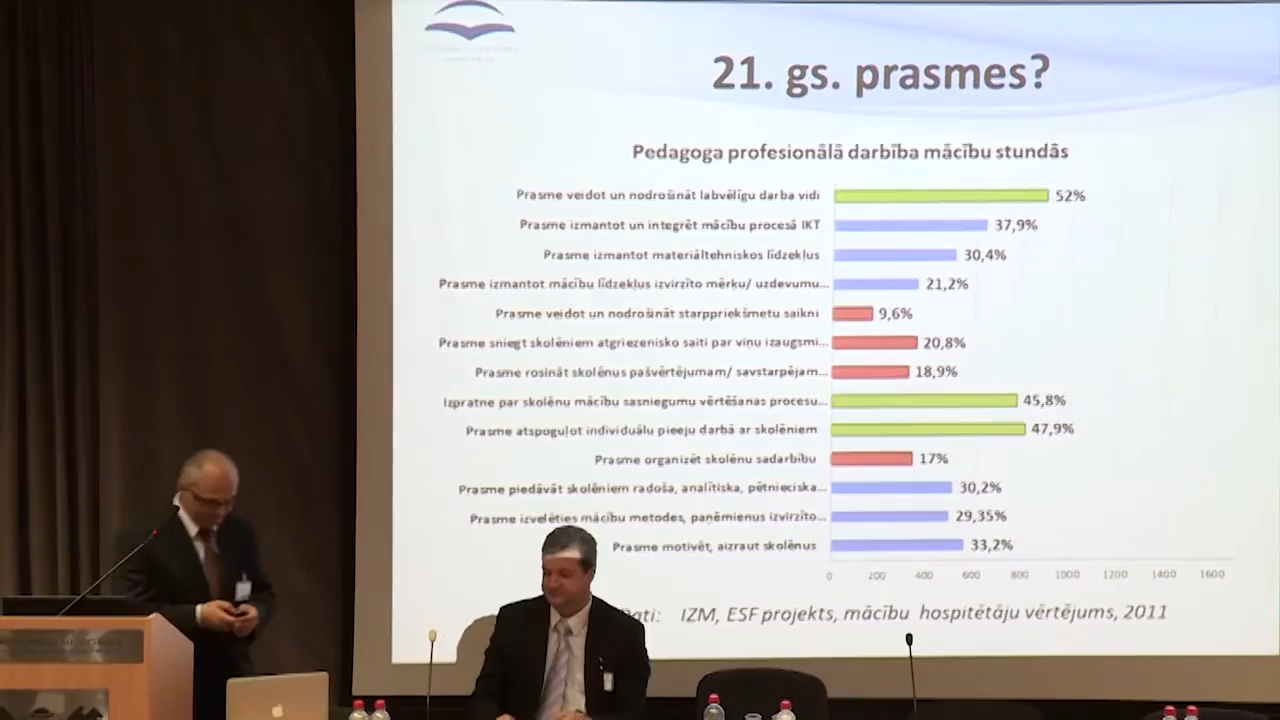 21. gs. prasmes?
Pedagoga profesionālā darbība mācību stundās
Prasme veidot un nodrošināt labvēlīgu darba vidi 52%
Prasme izmantot un integrēt mācību procesā IKT 37,9%
Prasme izmantot materiāltehniskos līdzekļus 30,4%
Prasme izmantot mācību līdzekļus izvirzīto mērķu/ uzdevumu... 21,2%
Prasme veidot un nodrošināt starppriekšmetu saikni 9,6%
Prasme sniegt skolēniem atgriezenisko saiti par viņu izaugsmi... 20,8%
Prasme rosināt skolēnus pašvērtējumam/ savstarpējam... 18,9%
Izpratne par skolēnu mācību sasniegumu vērtēšanas procesu... 45,8%
Prasme atspoguļot individuālu pieeju darbā ar skolēniem 47,9%
Prasme organizēt skolēnu sadarbību 17%
Prasme piedāvāt skolēniem radoša, analītiska, pētnieciska... 30,2%
Prasme izvēlēties mācību metodes, paņēmienus izvirzīto... 29,35%
Prasme motivēt, aizraut skolēnus 33,2%
0 200 400 600 800 1000 1200 1400 1600
ati: IZM, ESF projekts, mācību hospitētāju vērtējums, 2011